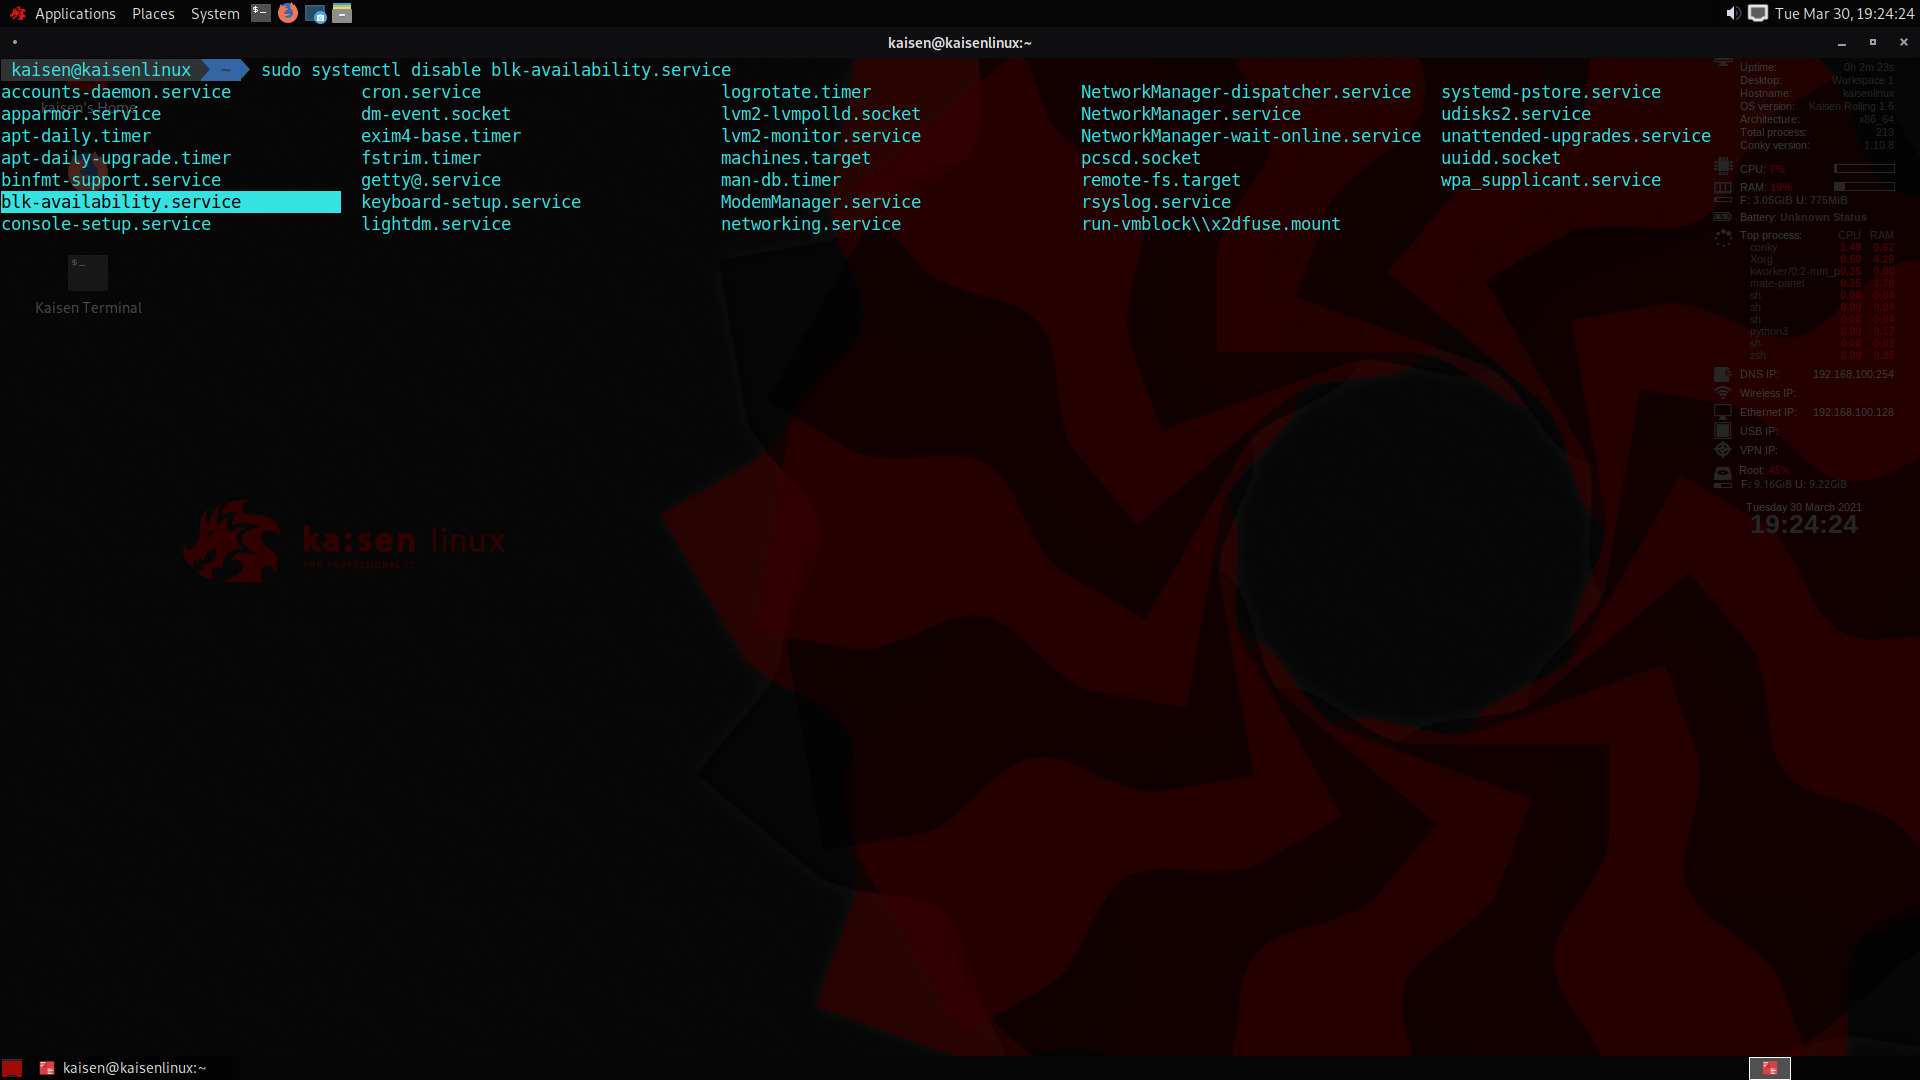 Applications Places System
Tue Mar 30, 19:24:24
kaisen@kaisenlinux:~
kaisen@kaisenlinux ~ sudo systemctl disable blk-availability.service
accounts-daemon.service cron.service logrotate.timer NetworkManager-dispatcher.service systemd-pstore.service
apparmor.service dm-event.socket lvm2-lvmpolld.socket NetworkManager.service udisks2.service
apt-daily.timer exim4-base.timer lvm2-monitor.service NetworkManager-wait-online.service unattended-upgrades.service
apt-daily-upgrade.timer fstrim.timer machines.target pcscd.socket uuidd.socket
binfmt-support.service getty@.service man-db.timer remote-fs.target wpa_supplicant.service
blk-availability.service keyboard-setup.service ModemManager.service rsyslog.service
console-setup.service lightdm.service networking.service run-vmblock\\x2dfuse.mount
kaisen's Home
$_
Kaisen Terminal
ka:sen linux
FOR PROFESSIONAL IT
Uptime: 0h 2m 23s
Desktop: Workspace 1
Hostname: kaisenlinux
OS version: Kaisen Rolling 1.6
Architecture: x86_64
Total process: 213
Conky version: 1.10.8
CPU: 7%
RAM: 19%
F: 3.05GiB U: 775MiB
Battery: Unknown Status
Top process: CPU RAM
conky 1.49 0.62
Xorg 0.50 4.29
kworker/0:2-mm_p 0.25 0.00
mate-panel 0.25 1.76
sh 0.00 0.04
sh 0.00 0.04
sh 0.00 0.04
python3 0.00 0.17
sh 0.00 0.02
zsh 0.00 0.25
DNS IP: 192.168.100.254
Wireless IP:
Ethernet IP: 192.168.100.128
USB IP:
VPN IP:
Root: 45%
F: 9.16GiB U: 9.22GiB
Tuesday 30 March 2021
19:24:24
kaisen@kaisenlinux:~